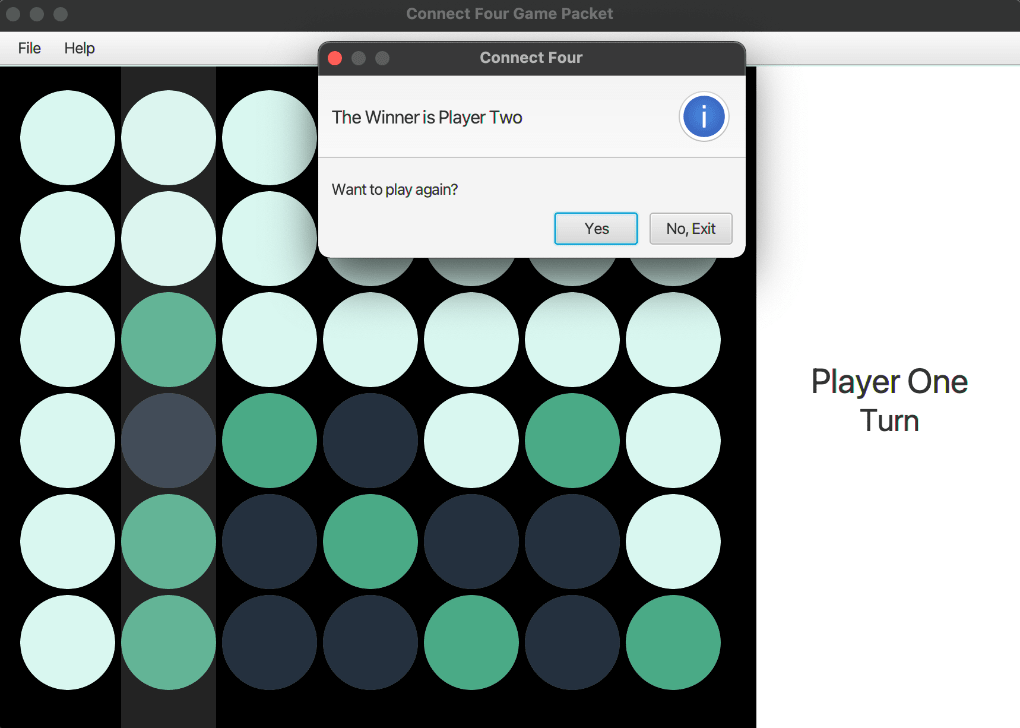 Connect Four Game Packet
File Help
Connect Four
The Winner is Player Two
i
Want to play again?
Yes No, Exit
Player One
Turn